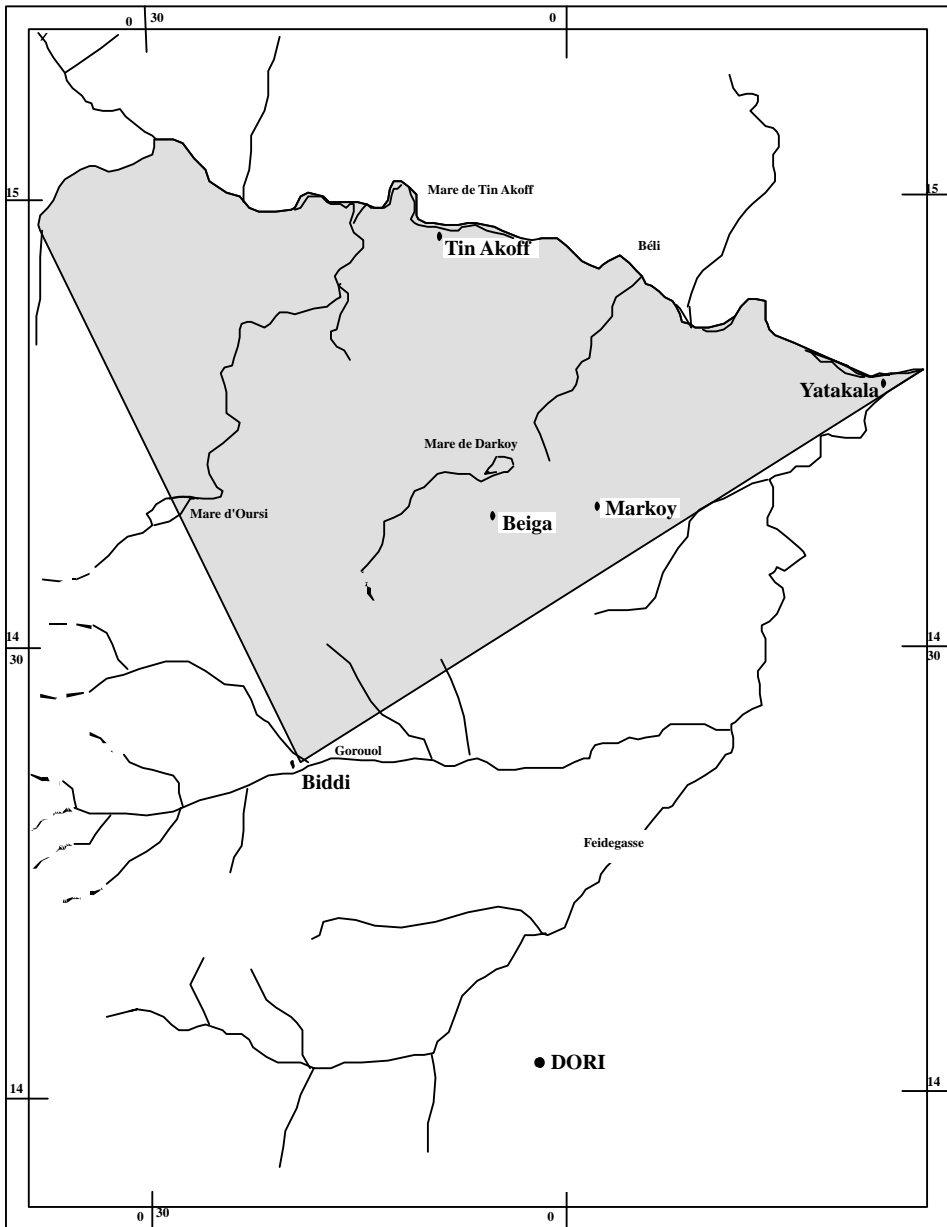 0 30
0
Mare de Tin Akoff
15
15
Tin Akoff
Béli
Yatakala
Mare de Darkoy
Mare d'Oursi
Beiga
Markoy
14
30
14
30
Gorouol
Biddi
Feidegasse
DORI
14
14
0 30
0